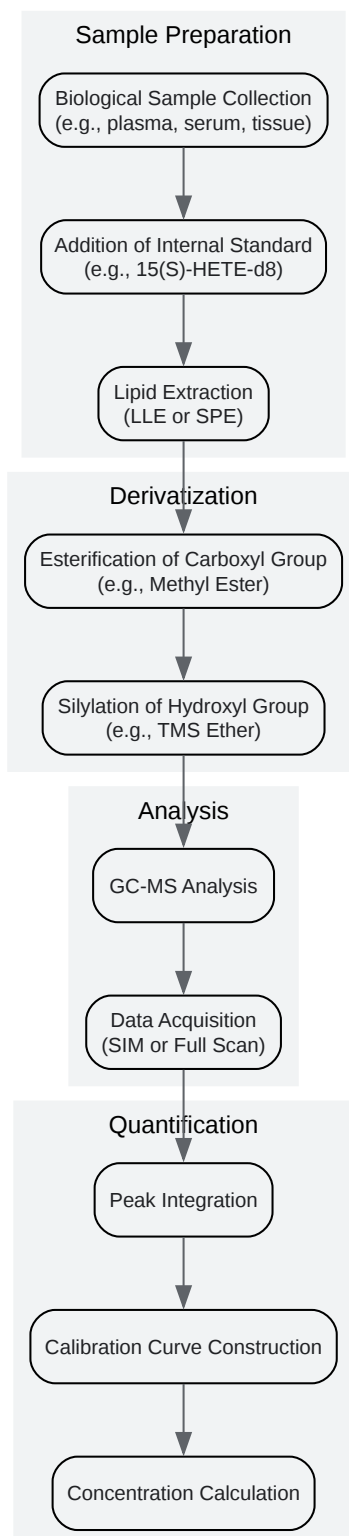 Sample Preparation
Biological Sample Collection
(e.g., plasma, serum, tissue)
Addition of Internal Standard
(e.g., 15(S)-HETE-d8)
Lipid Extraction
(LLE or SPE)
Derivatization
Esterification of Carboxyl Group
(e.g., Methyl Ester)
Silylation of Hydroxyl Group
(e.g., TMS Ether)
Analysis
GC-MS Analysis
Data Acquisition
(SIM or Full Scan)
Quantification
Peak Integration
Calibration Curve Construction
Concentration Calculation